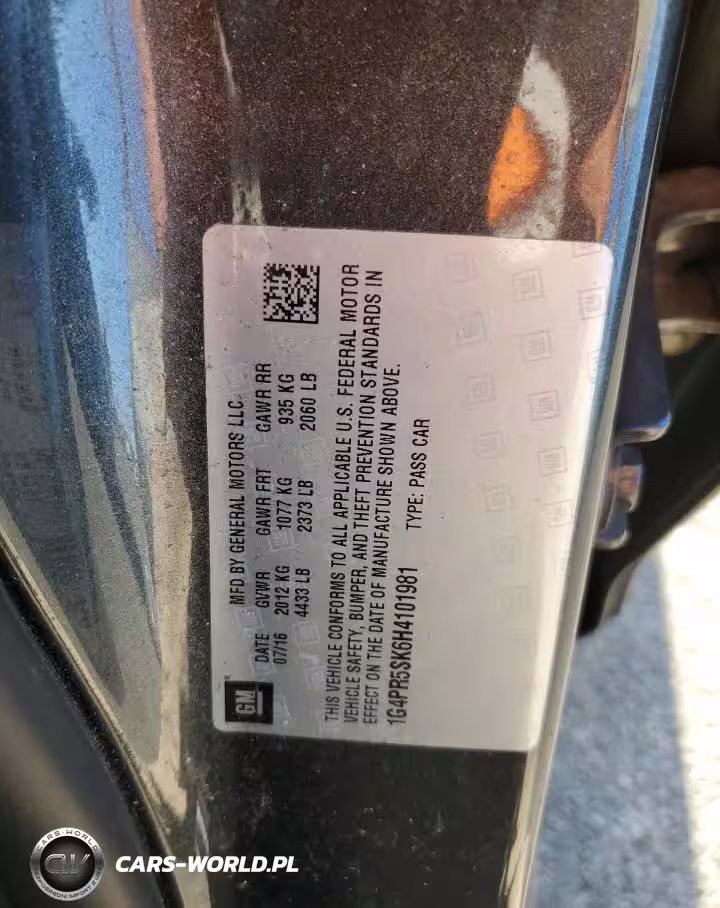 MFD BY GENERAL MOTORS LLC.
DATE GVWR GAWR FRT GAWR RR
07/16 2012 KG 1077 KG 935 KG
4433 LB 2373 LB 2060 LB
GM
THIS VEHICLE CONFORMS TO ALL APPLICABLE U.S. FEDERAL MOTOR
VEHICLE SAFETY, BUMPER, AND THEFT PREVENTION STANDARDS IN
EFFECT ON THE DATE OF MANUFACTURE SHOWN ABOVE.
1G4PR5SK6H4101981 TYPE: PASS CAR
CARS-WORLD
CW
CARS-WORLD.PL